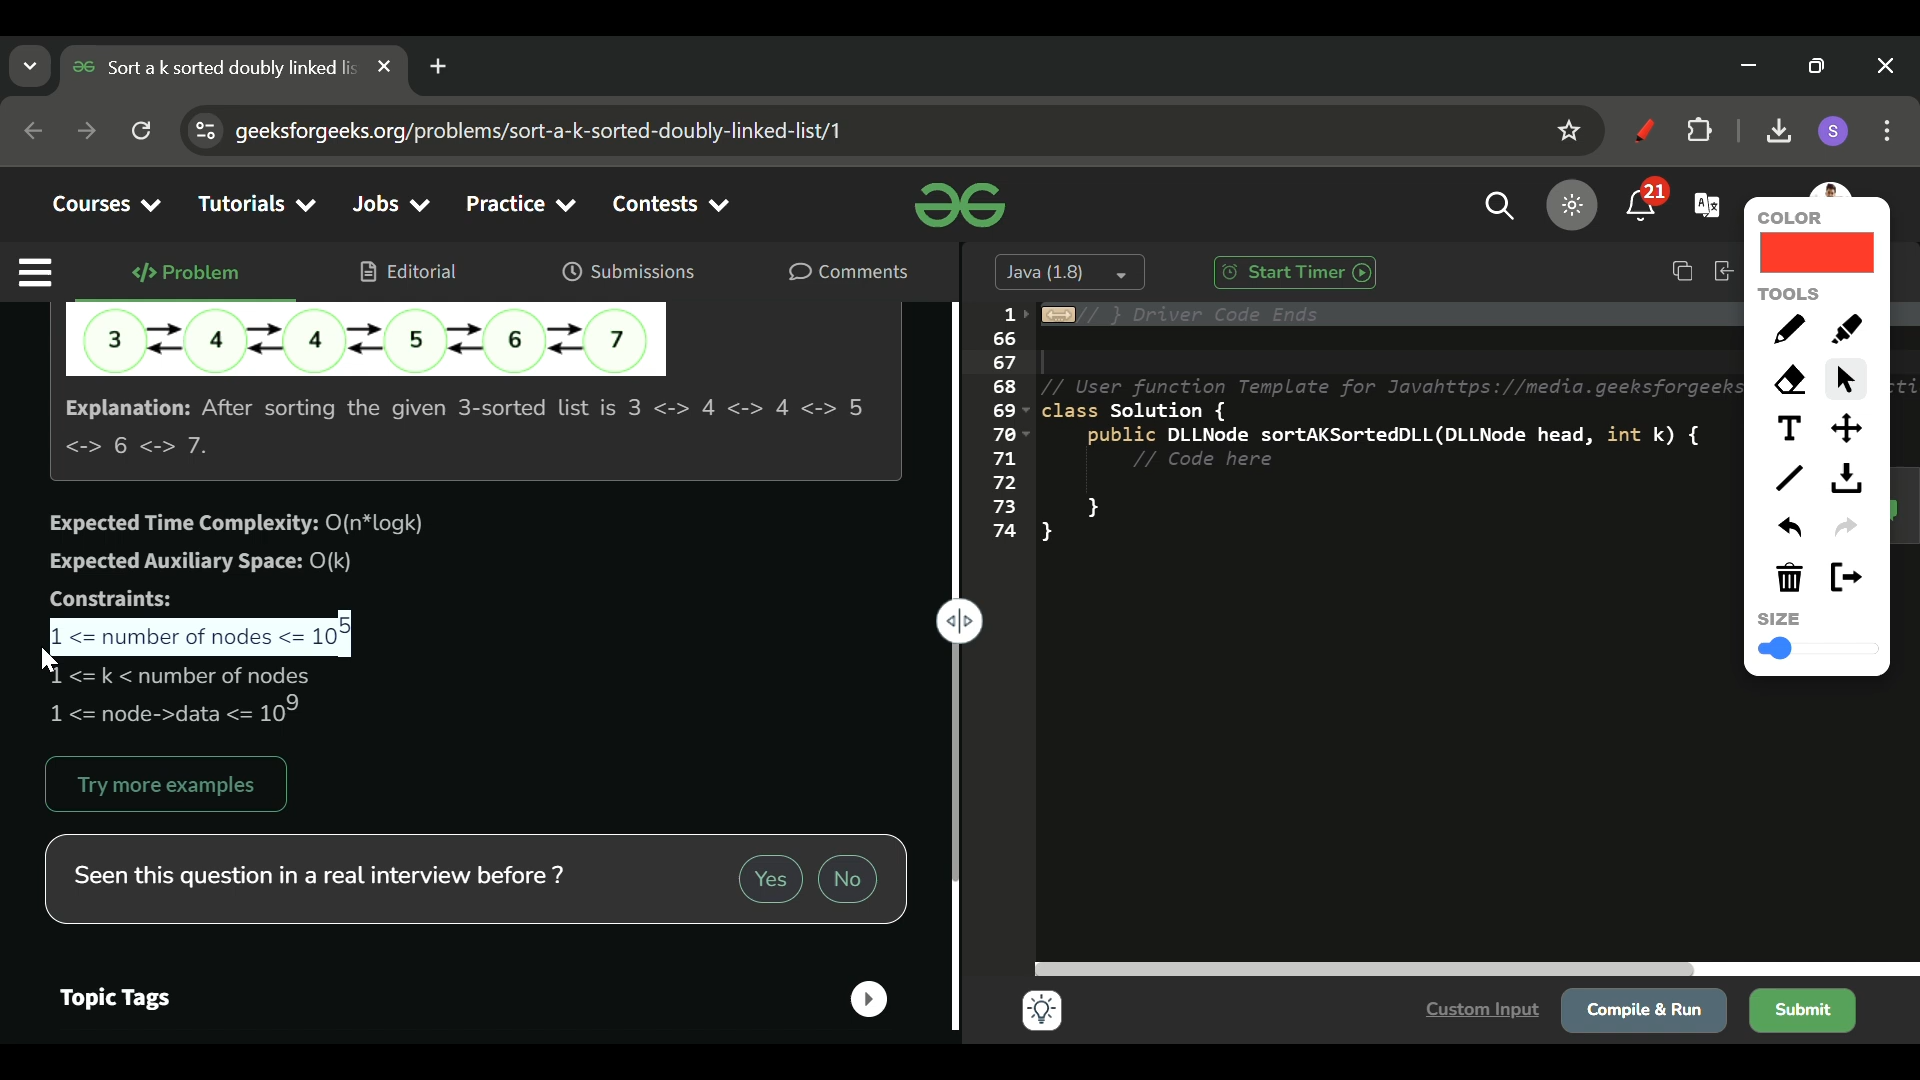 Sort a k sorted doubly linked lis
geeksforgeeks.org/problems/sort-a-k-sorted-doubly-linked-list/1
S
Courses Tutorials Jobs Practice Contests
21
</> Problem Editorial Submissions Comments
3 4 4 5 6 7
Explanation: After sorting the given 3-sorted list is 3 <-> 4 <-> 4 <-> 5
<-> 6 <-> 7.
Expected Time Complexity: O(n*logk)
Expected Auxiliary Space: O(k)
Constraints:
1 <= number of nodes <= 10^5
1 <= k < number of nodes
1 <= node->data <= 10^9
Try more examples
Seen this question in a real interview before ? Yes No
Topic Tags
Java (1.8) Start Timer
1 // } Driver Code Ends
66
67
68 // User function Template for Javahttps://media.geeksforgeeks
69 class Solution {
70 public DLLNode sortAKSortedDLL(DLLNode head, int k) {
71 // Code here
72
73 }
74 }
Custom Input Compile & Run Submit
COLOR
TOOLS
T
SIZE